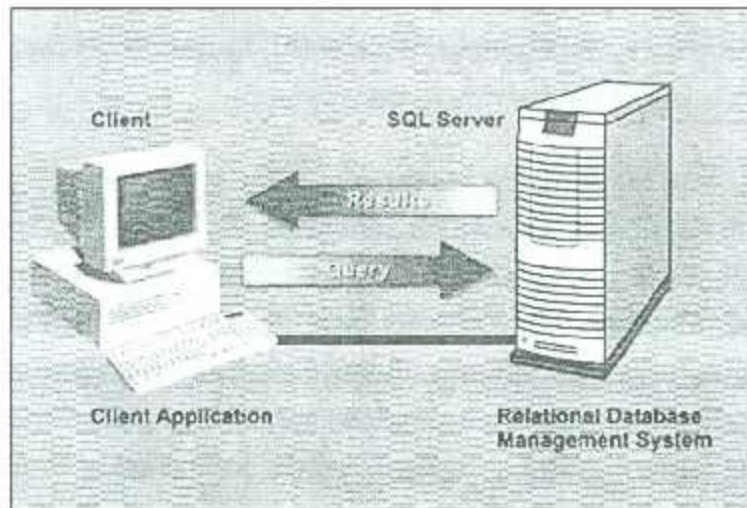 Client
SQL Server
Results
Query
Client Application
Relational Database
Management System